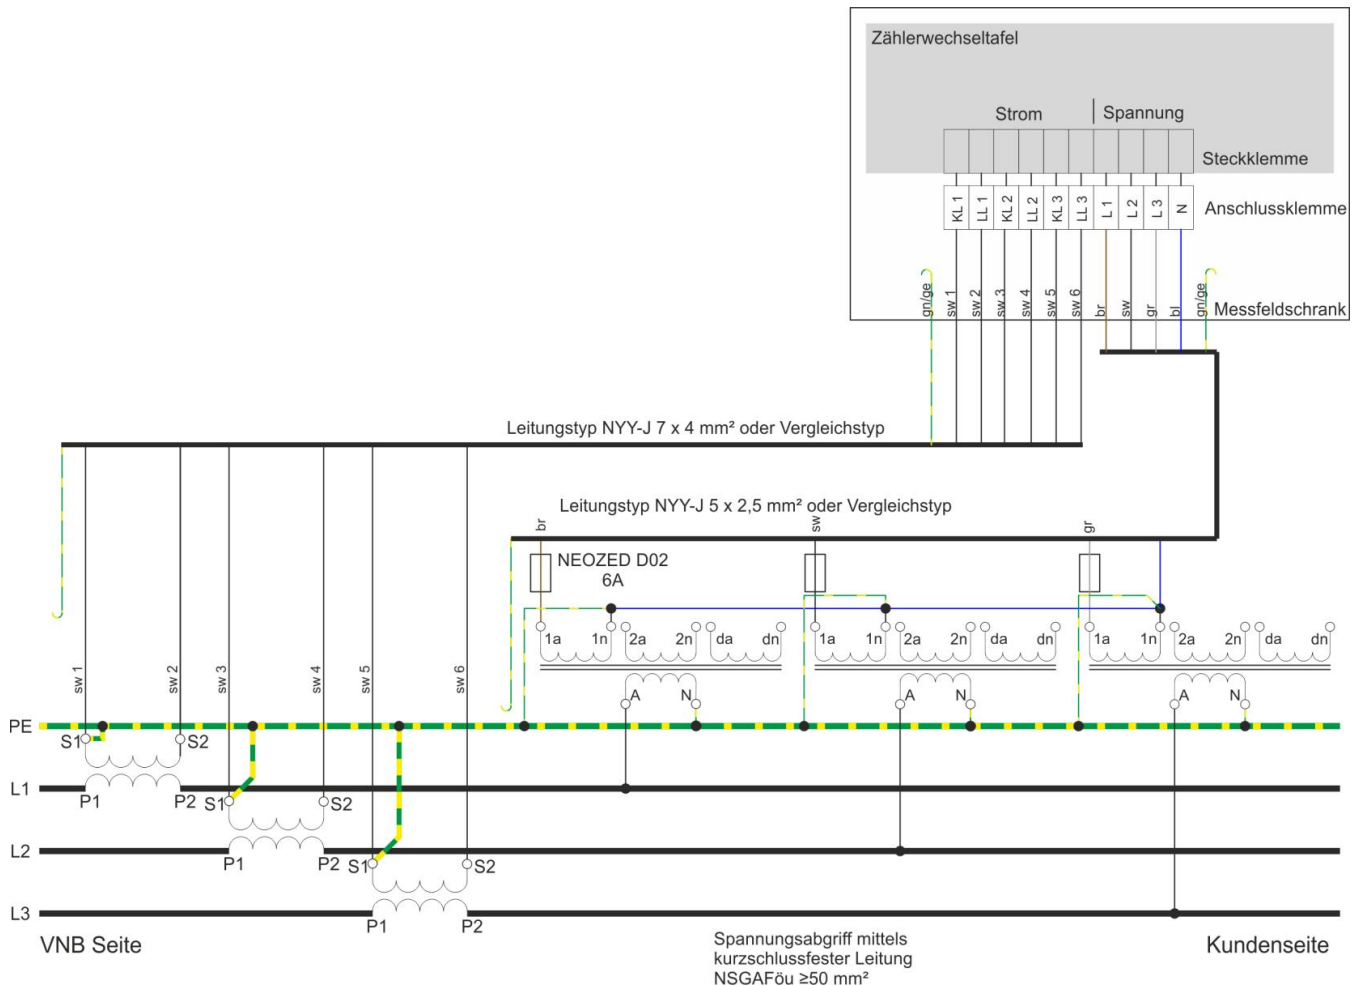 Zählerwechseltafel
Strom | Spannung
Steckklemme
KL 1 LL 1 KL 2 LL 2 KL 3 LL 3 L 1 L 2 L 3 N
Anschlussklemme
gn/ge sw 1 sw 2 sw 3 sw 4 sw 5 sw 6 br sw gr bl gn/ge
Messfeldschrank
Leitungstyp NYY-J 7 x 4 mm² oder Vergleichstyp
Leitungstyp NYY-J 5 x 2,5 mm² oder Vergleichstyp
br sw gr
NEOZED D02
6A
1a 1n 2a 2n da dn 1a 1n 2a 2n da dn 1a 1n 2a 2n da dn
sw 1 sw 2 sw 3 sw 4 sw 5 sw 6
A N A N A N
PE
S1 S2
L1
P1 P2 S1 S2
L2
P1 P2 S1 S2
L3
P1 P2
VNB Seite
Spannungsabgriff mittels
kurzschlussfester Leitung
NSGAFöu ≥50 mm²
Kundenseite